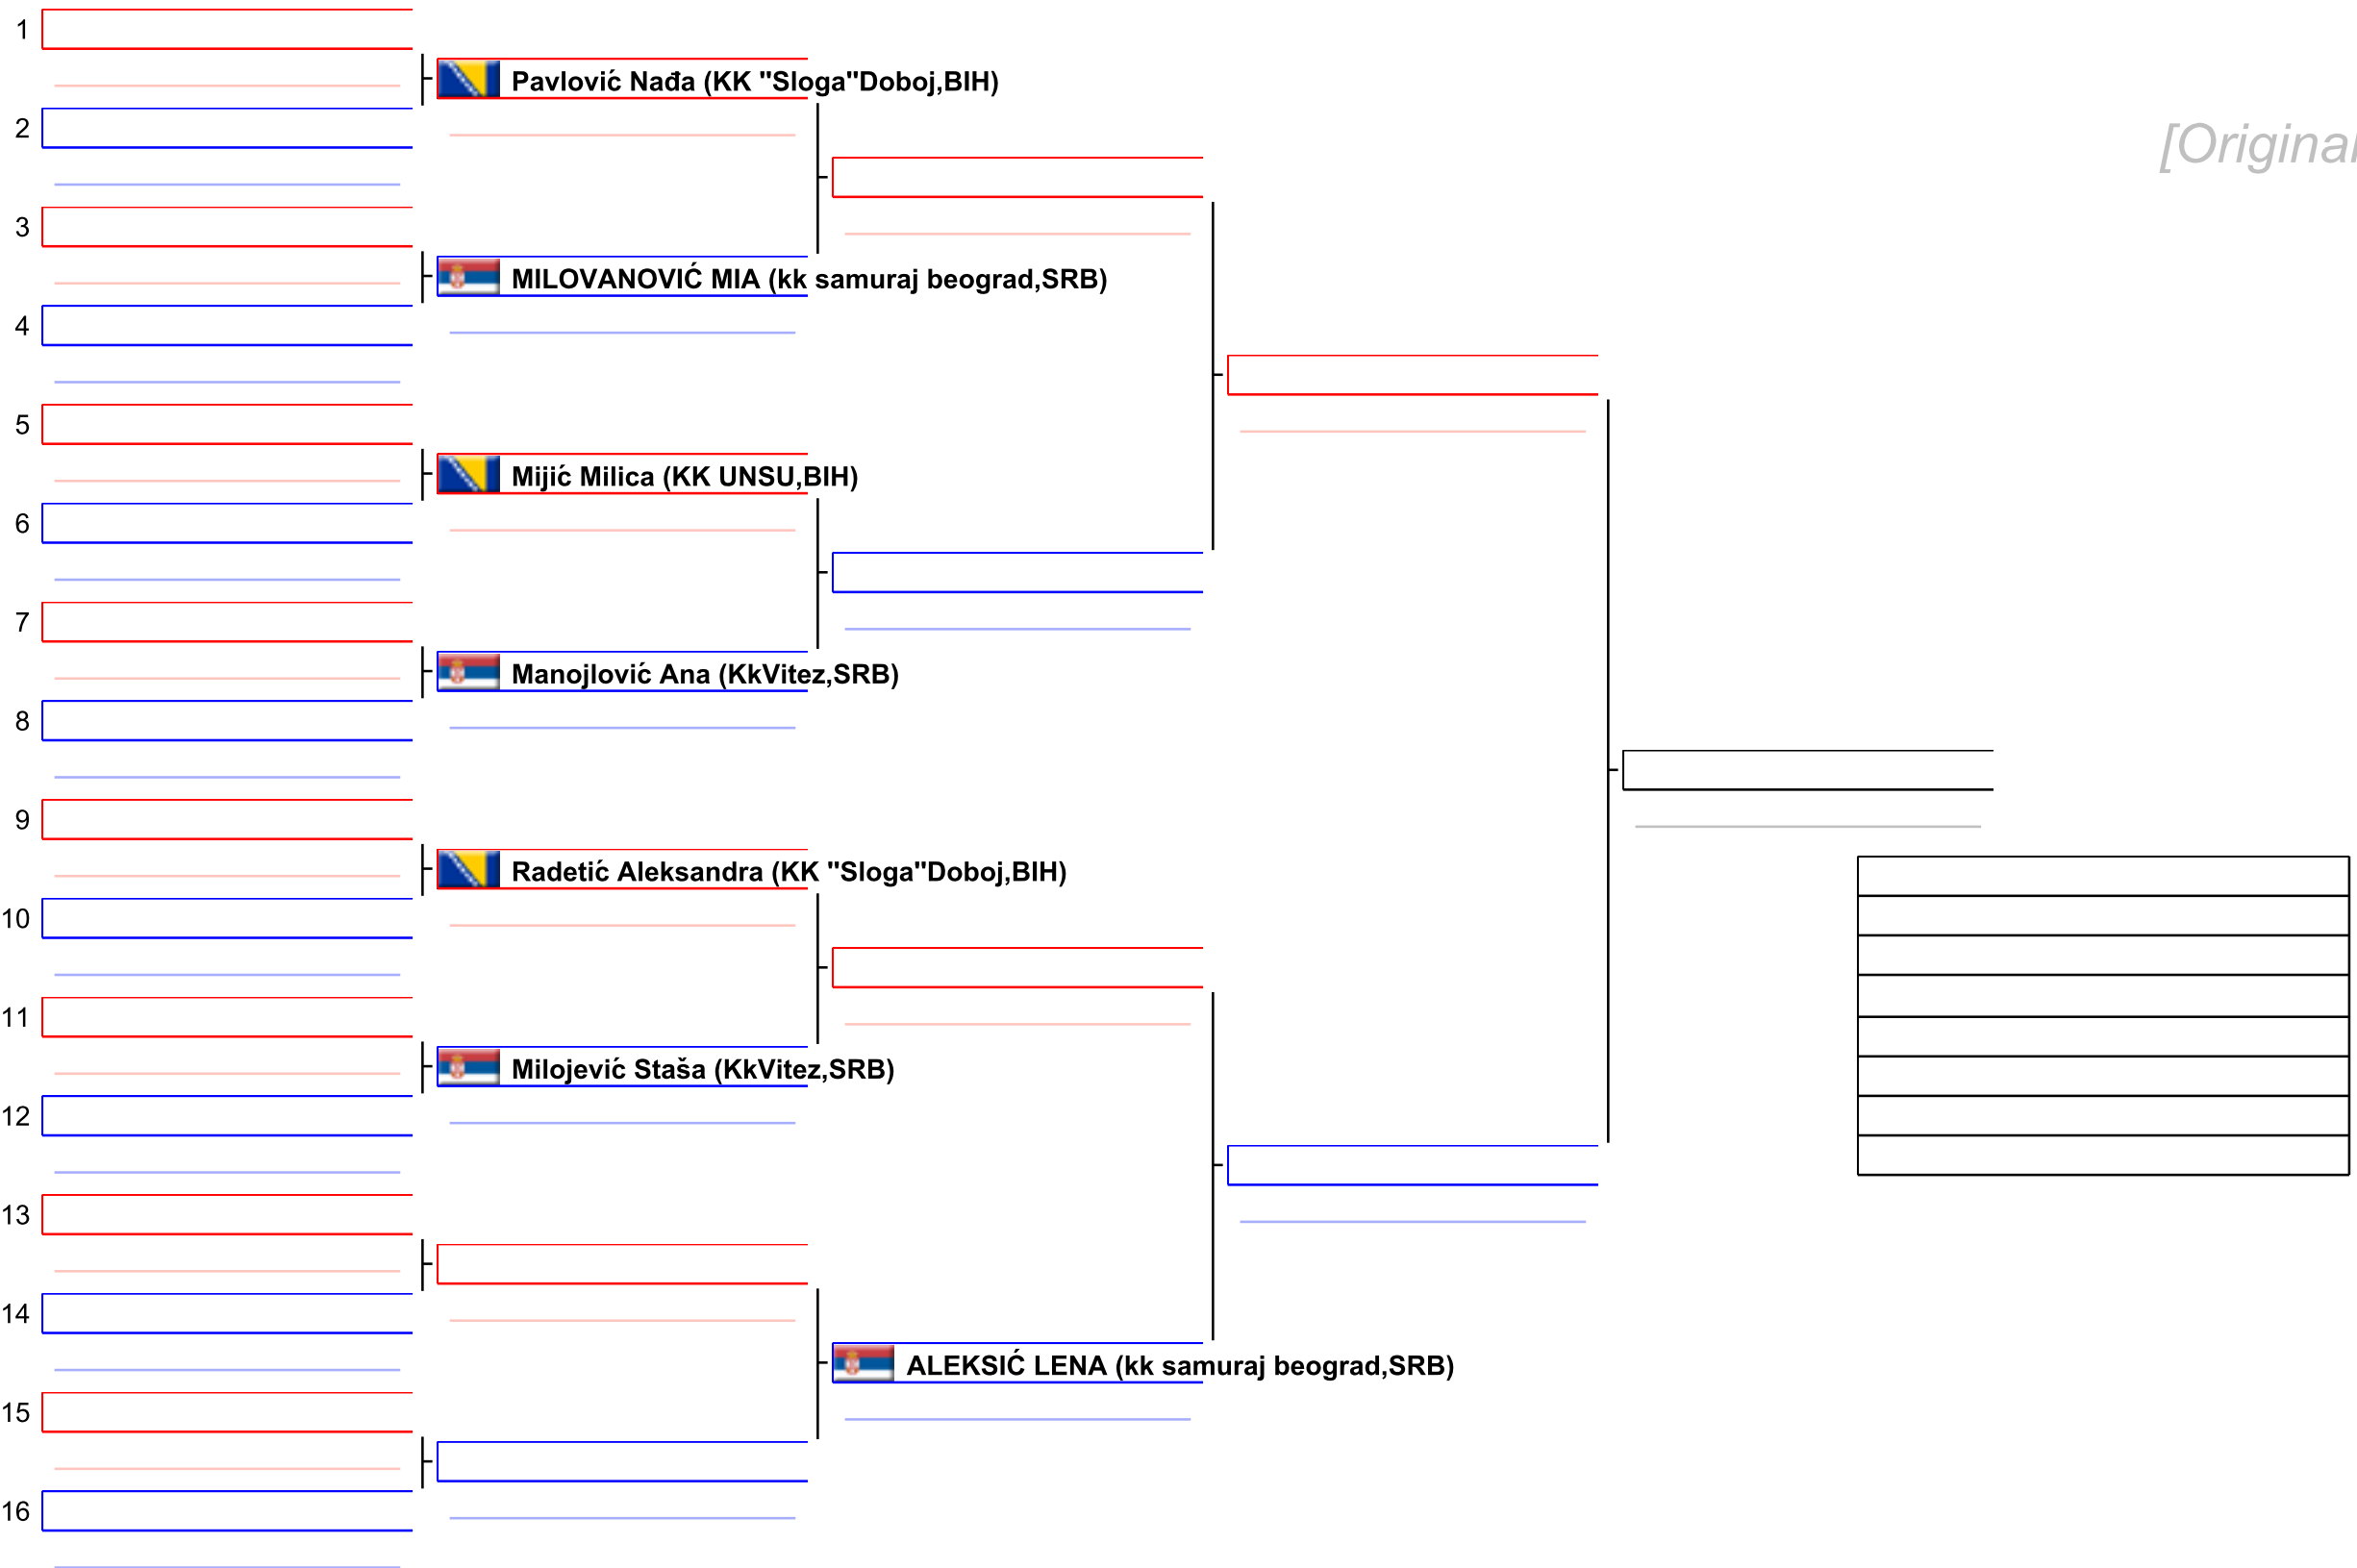 1
Pavlović Nađa (KK "Sloga"Doboj,BIH)
2
[Original
3
MILOVANOVIĆ MIA (kk samuraj beograd,SRB)
4
5
Mijić Milica (KK UNSU,BIH)
6
7
Manojlović Ana (KkVitez,SRB)
8
9
Radetić Aleksandra (KK "Sloga"Doboj,BIH)
10
11
Milojević Staša (KkVitez,SRB)
12
13
14
ALEKSIĆ LENA (kk samuraj beograd,SRB)
15
16